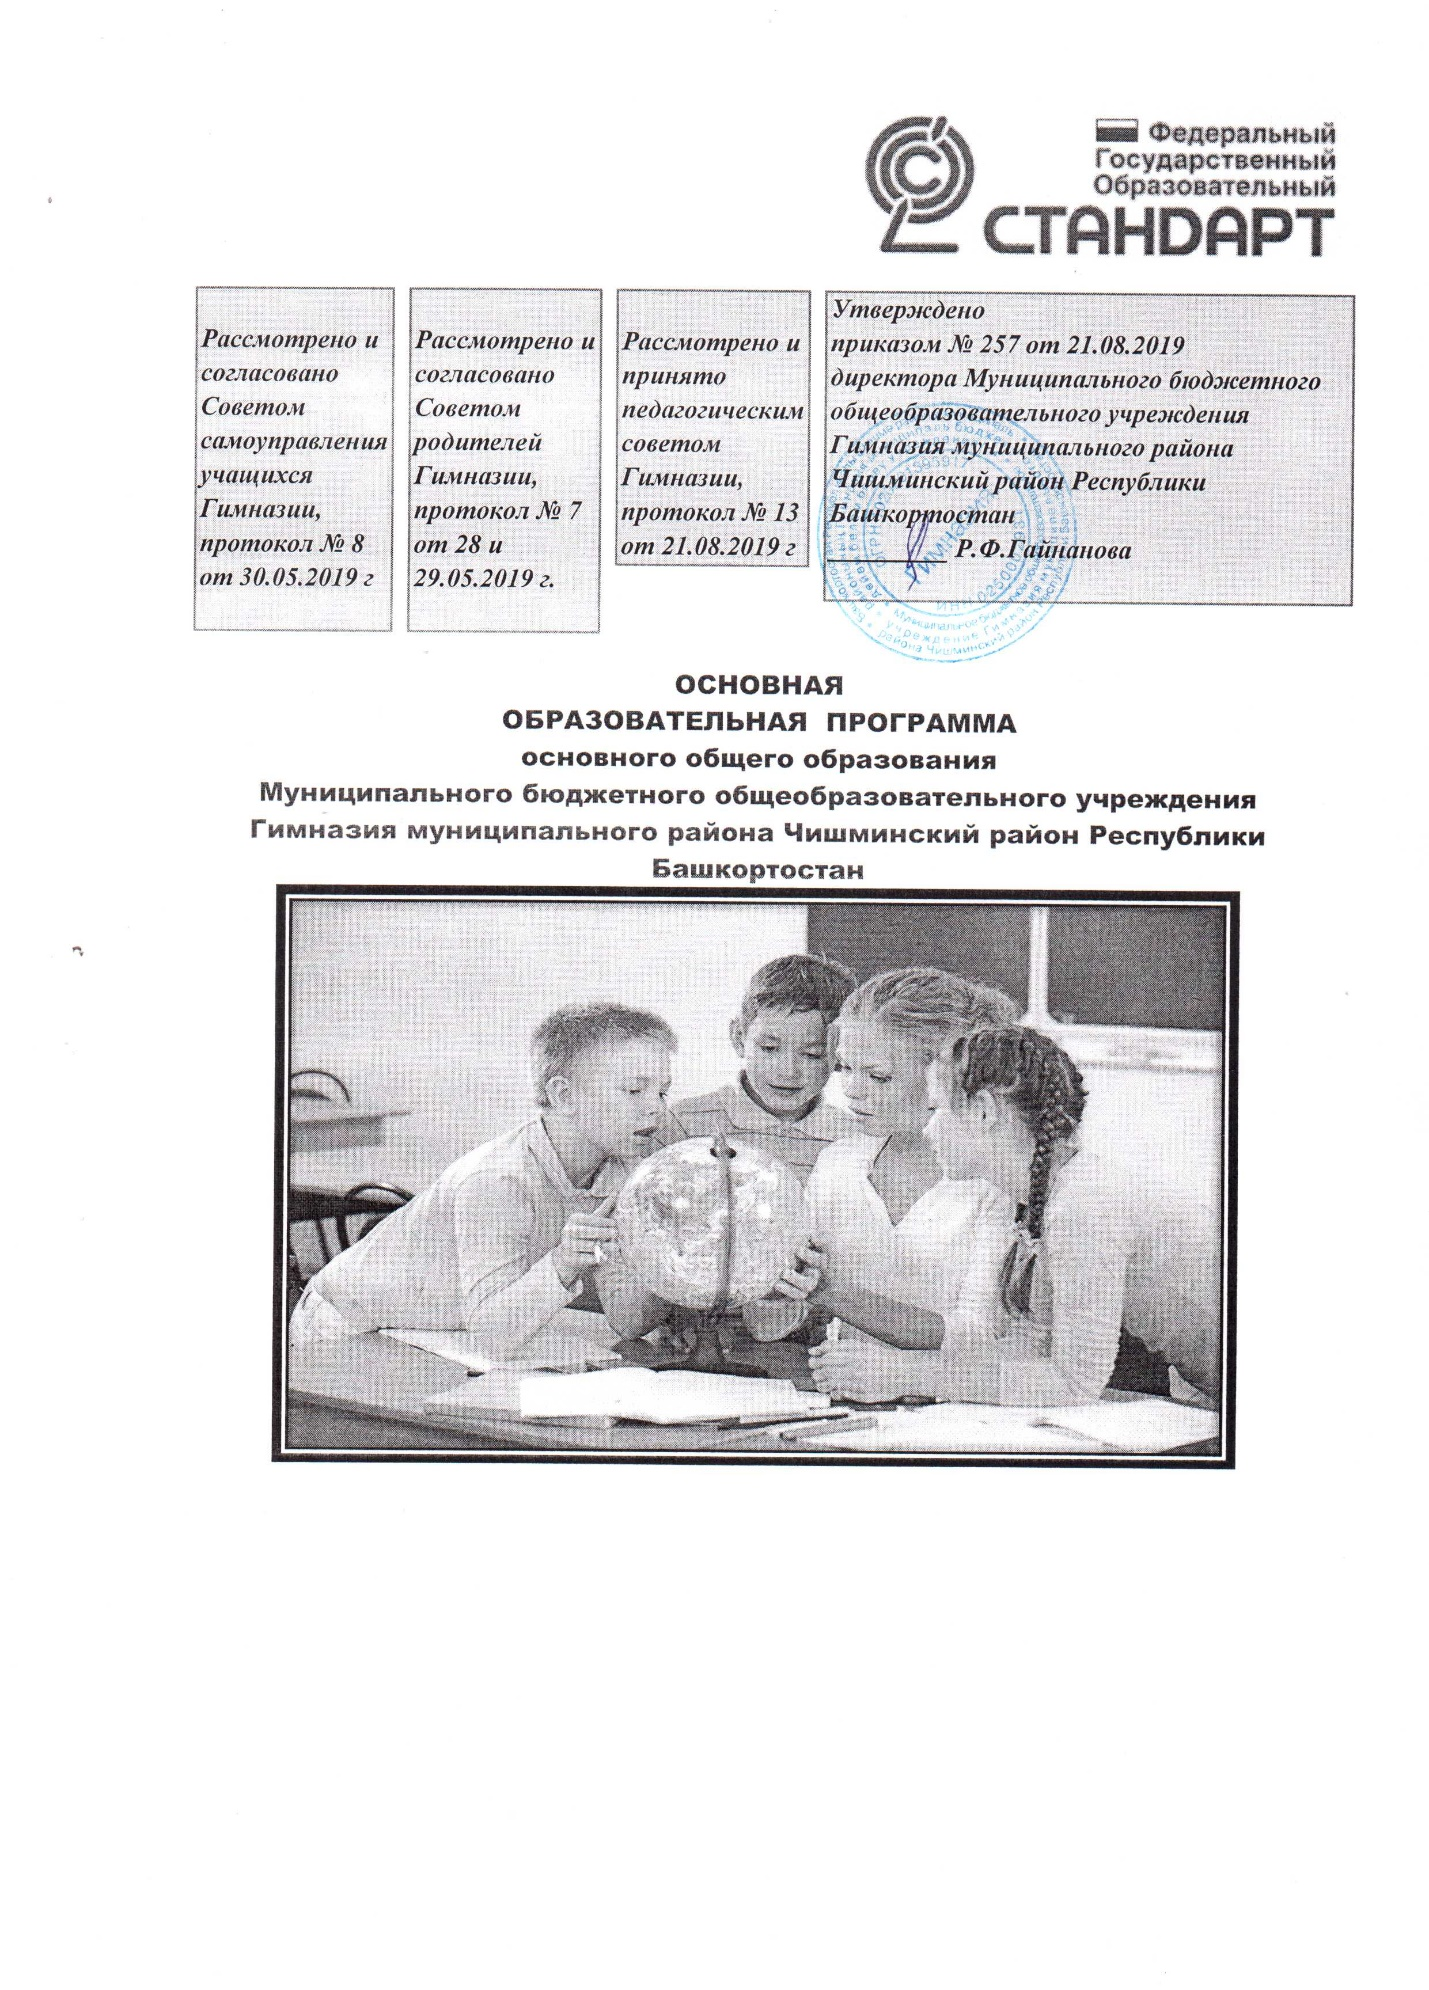 Федеральный
Государственный
Образовательный
СТАНДАРТ
Рассмотрено и
согласовано
Советом
самоуправления
учащихся
Гимназии,
протокол № 8
от 30.05.2019 г
Рассмотрено и
согласовано
Советом
родителей
Гимназии,
протокол № 7
от 28 и
29.05.2019 г.
Рассмотрено и
принято
педагогическим
советом
Гимназии,
протокол № 13
от 21.08.2019 г
Утверждено
приказом № 257 от 21.08.2019
директора Муниципального бюджетного
общеобразовательного учреждения
Гимназия муниципального района
Чишминский район Республики
Башкортостан
_________ Р.Ф.Гайнанова
ОСНОВНАЯ
ОБРАЗОВАТЕЛЬНАЯ ПРОГРАММА
основного общего образования
Муниципального бюджетного общеобразовательного учреждения
Гимназия муниципального района Чишминский район Республики
Башкортостан